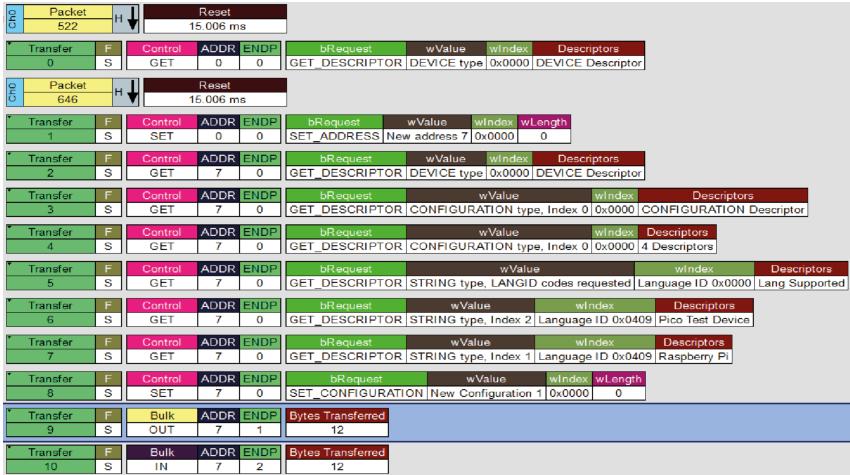 Ch0 Packet H Reset
522 15.006 ms
Transfer F Control ADDR ENDP bRequest wValue wIndex Descriptors
0 S GET 0 0 GET_DESCRIPTOR DEVICE type 0x0000 DEVICE Descriptor
Ch0 Packet H Reset
646 15.006 ms
Transfer F Control ADDR ENDP bRequest wValue wIndex wLength
1 S SET 0 0 SET_ADDRESS New address 7 0x0000 0
Transfer F Control ADDR ENDP bRequest wValue wIndex Descriptors
2 S GET 7 0 GET_DESCRIPTOR DEVICE type 0x0000 DEVICE Descriptor
Transfer F Control ADDR ENDP bRequest wValue wIndex Descriptors
3 S GET 7 0 GET_DESCRIPTOR CONFIGURATION type, Index 0 0x0000 CONFIGURATION Descriptor
Transfer F Control ADDR ENDP bRequest wValue wIndex Descriptors
4 S GET 7 0 GET_DESCRIPTOR CONFIGURATION type, Index 0 0x0000 4 Descriptors
Transfer F Control ADDR ENDP bRequest wValue wIndex Descriptors
5 S GET 7 0 GET_DESCRIPTOR STRING type, LANGID codes requested Language ID 0x0000 Lang Supported
Transfer F Control ADDR ENDP bRequest wValue wIndex Descriptors
6 S GET 7 0 GET_DESCRIPTOR STRING type, Index 2 Language ID 0x0409 Pico Test Device
Transfer F Control ADDR ENDP bRequest wValue wIndex Descriptors
7 S GET 7 0 GET_DESCRIPTOR STRING type, Index 1 Language ID 0x0409 Raspberry Pi
Transfer F Control ADDR ENDP bRequest wValue wIndex wLength
8 S SET 7 0 SET_CONFIGURATION New Configuration 1 0x0000 0
Transfer F Bulk ADDR ENDP Bytes Transferred
9 S OUT 7 1 12
Transfer F Bulk ADDR ENDP Bytes Transferred
10 S IN 7 2 12